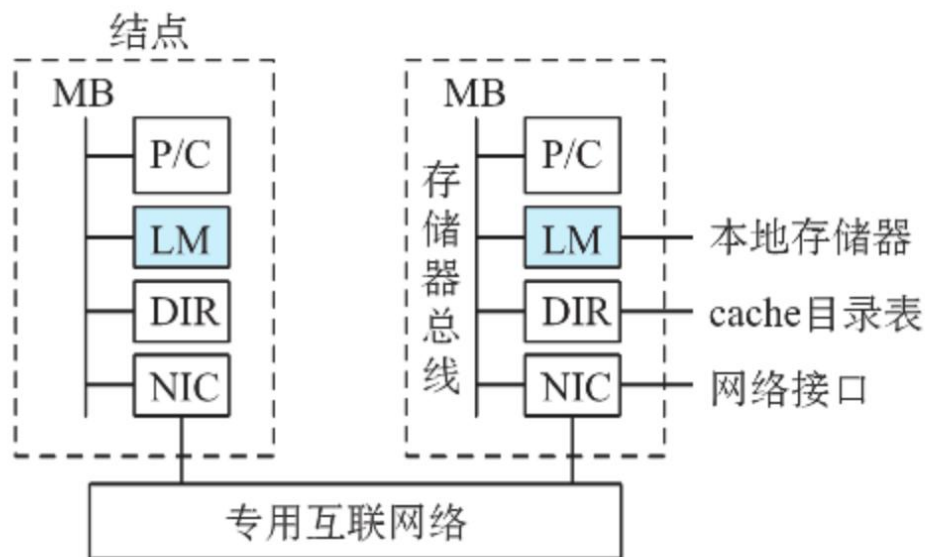 结点
MB
P/C
LM
DIR
NIC
MB
存储器总线
P/C
LM
DIR
NIC
本地存储器
cache目录表
网络接口
专用互联网络